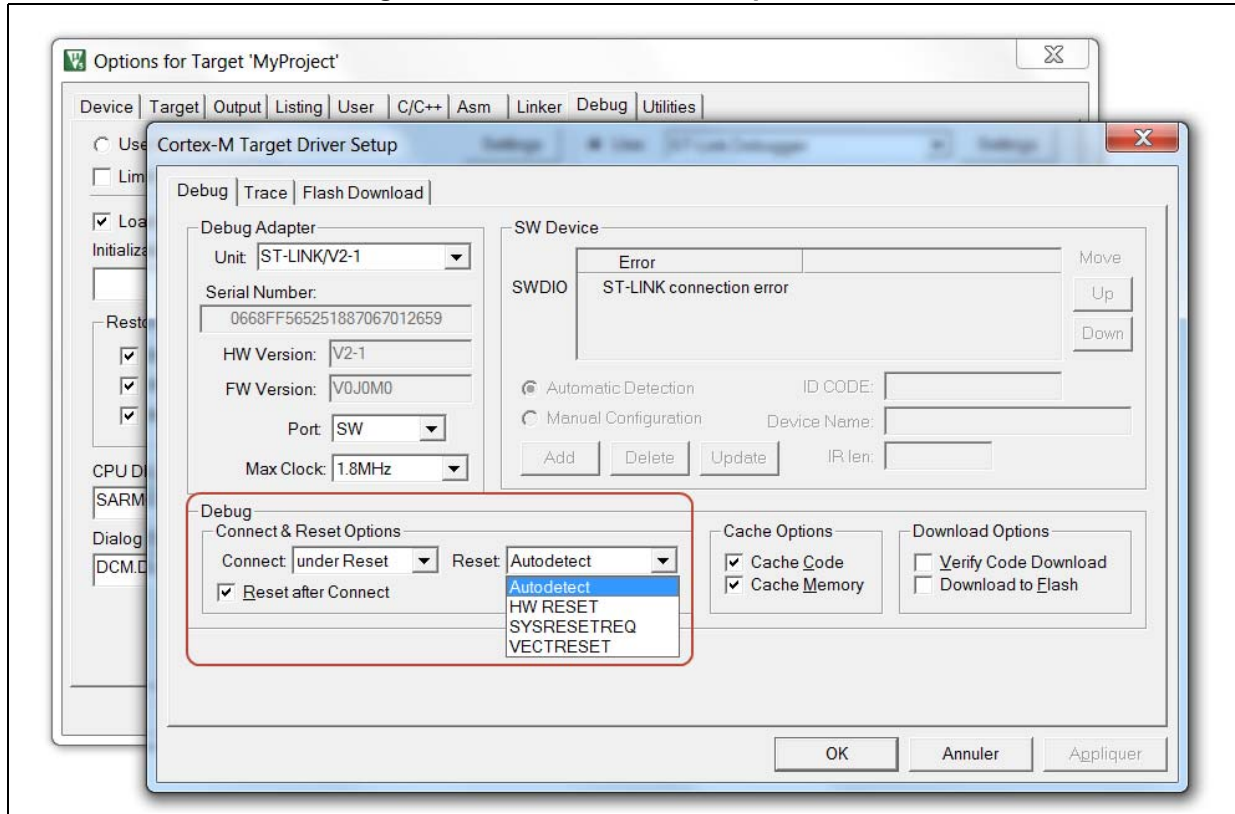 Options for Target 'MyProject'
Device Target Output Listing User C/C++ Asm Linker Debug Utilities
Use
Cortex-M Target Driver Setup
Lim
Debug Trace Flash Download
Loa
Initializa
Debug Adapter
Unit: ST-LINK/V2-1
Serial Number:
0668FF565251887067012659
HW Version: V2-1
FW Version: V0J0M0
Port: SW
Max Clock: 1.8MHz
SW Device
Error
SWDIO ST-LINK connection error
Move
Up
Down
Automatic Detection ID CODE:
Manual Configuration Device Name:
Add Delete Update IR len:
Resto
CPU D
SARM
Dialog
DCM.D
Debug
Connect & Reset Options
Connect: under Reset Reset: Autodetect
Reset after Connect
Autodetect
HW RESET
SYSRESETREQ
VECTRESET
Cache Options
Cache Code
Cache Memory
Download Options
Verify Code Download
Download to Flash
OK Annuler Appliquer